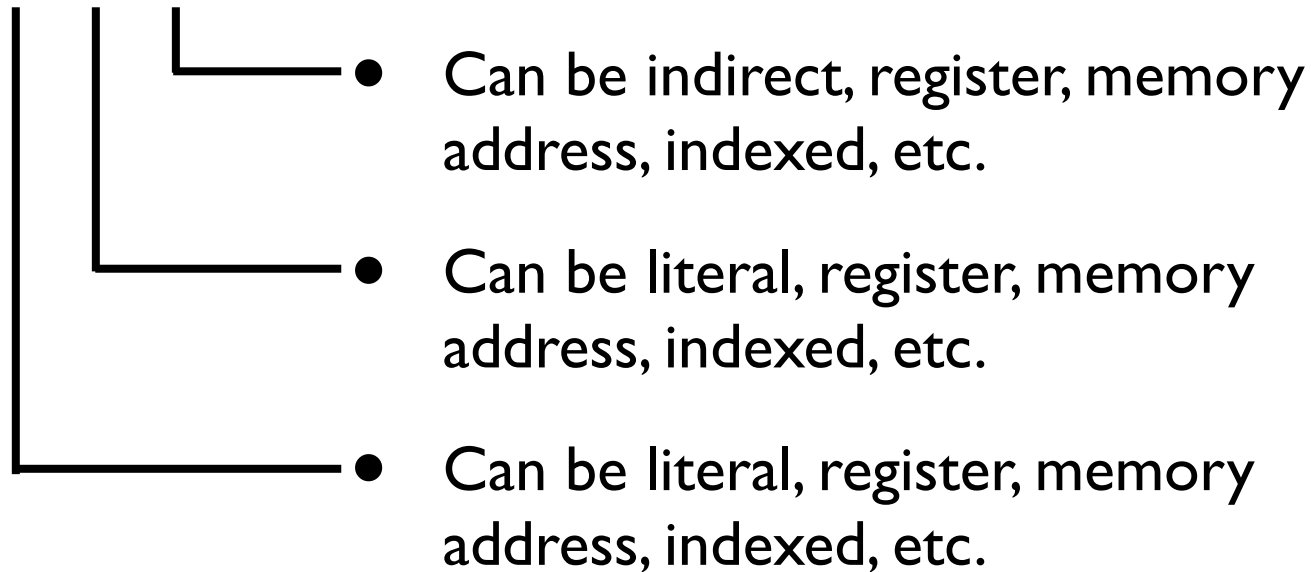 • Can be indirect, register, memory
address, indexed, etc.
• Can be literal, register, memory
address, indexed, etc.
• Can be literal, register, memory
address, indexed, etc.